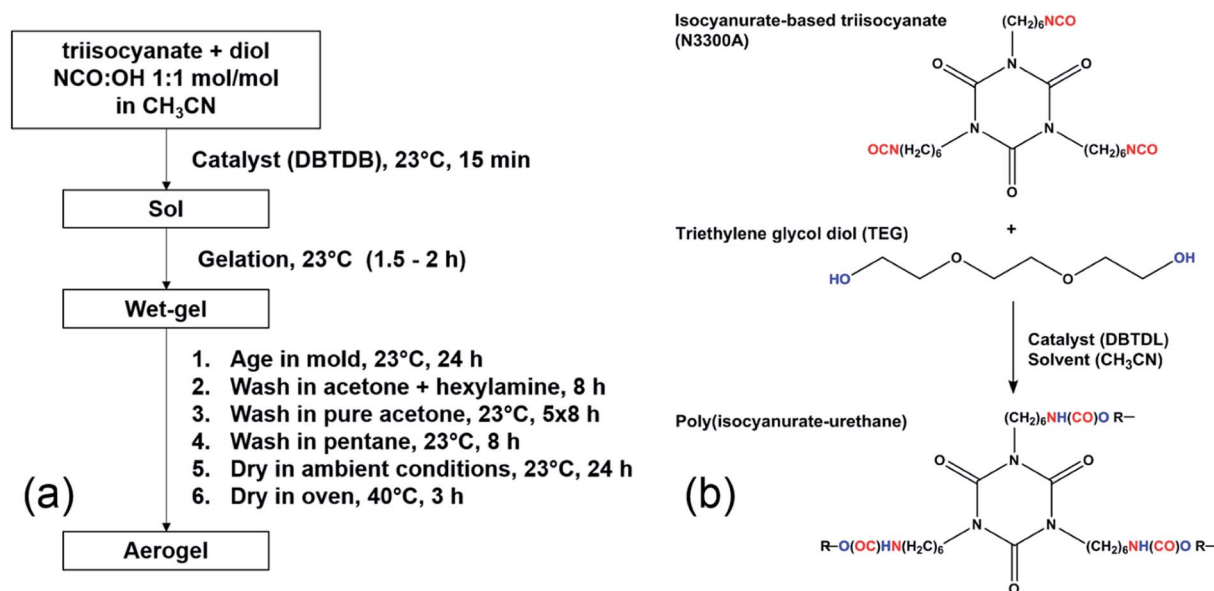 triisocyanate + diol
NCO:OH 1:1 mol/mol
in CH₃CN
Catalyst (DBTDB), 23°C, 15 min
Sol
Gelation, 23°C (1.5 - 2 h)
Wet-gel
1. Age in mold, 23°C, 24 h
2. Wash in acetone + hexylamine, 8 h
3. Wash in pure acetone, 23°C, 5x8 h
4. Wash in pentane, 23°C, 8 h
5. Dry in ambient conditions, 23°C, 24 h
6. Dry in oven, 40°C, 3 h
(a)
Aerogel
Isocyanurate-based triisocyanate
(N3300A)
(CH₂)₆NCO
O
N
O
N
N
OCN(H₂C)₆
(CH₂)₆NCO
O
+
Triethylene glycol diol (TEG)
HO
O
O
OH
Catalyst (DBTDL)
Solvent (CH₃CN)
Poly(isocyanurate-urethane)
(CH₂)₆NH(CO)O R─
O
N
O
(b)
N
N
R─O(OC)HN(H₂C)₆
(CH₂)₆NH(CO)O R─
O